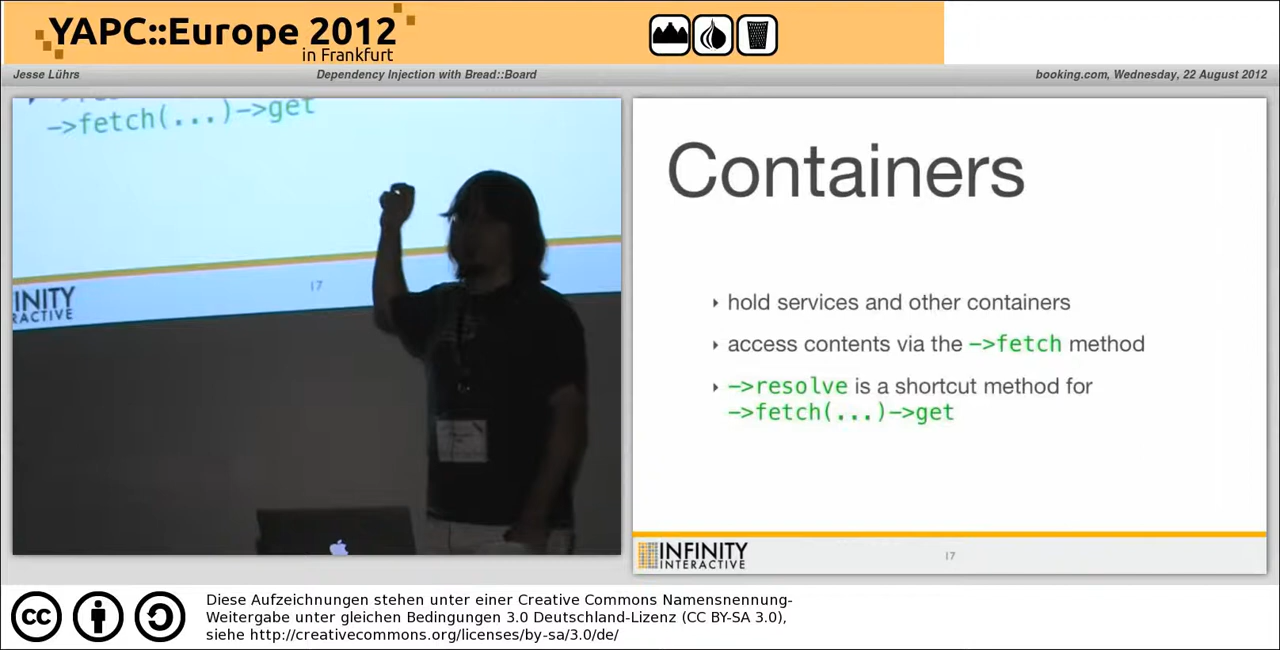 YAPC::Europe 2012
in Frankfurt
Jesse Lührs
Dependency Injection with Bread::Board
booking.com, Wednesday, 22 August 2012
->fetch(...)->get
17
INITY
RACTIVE
Containers
hold services and other containers
access contents via the ->fetch method
->resolve is a shortcut method for
->fetch(...)->get
INFINITY
INTERACTIVE
17
cc
Diese Aufzeichnungen stehen unter einer Creative Commons Namensnennung-
Weitergabe unter gleichen Bedingungen 3.0 Deutschland-Lizenz (CC BY-SA 3.0),
siehe http://creativecommons.org/licenses/by-sa/3.0/de/